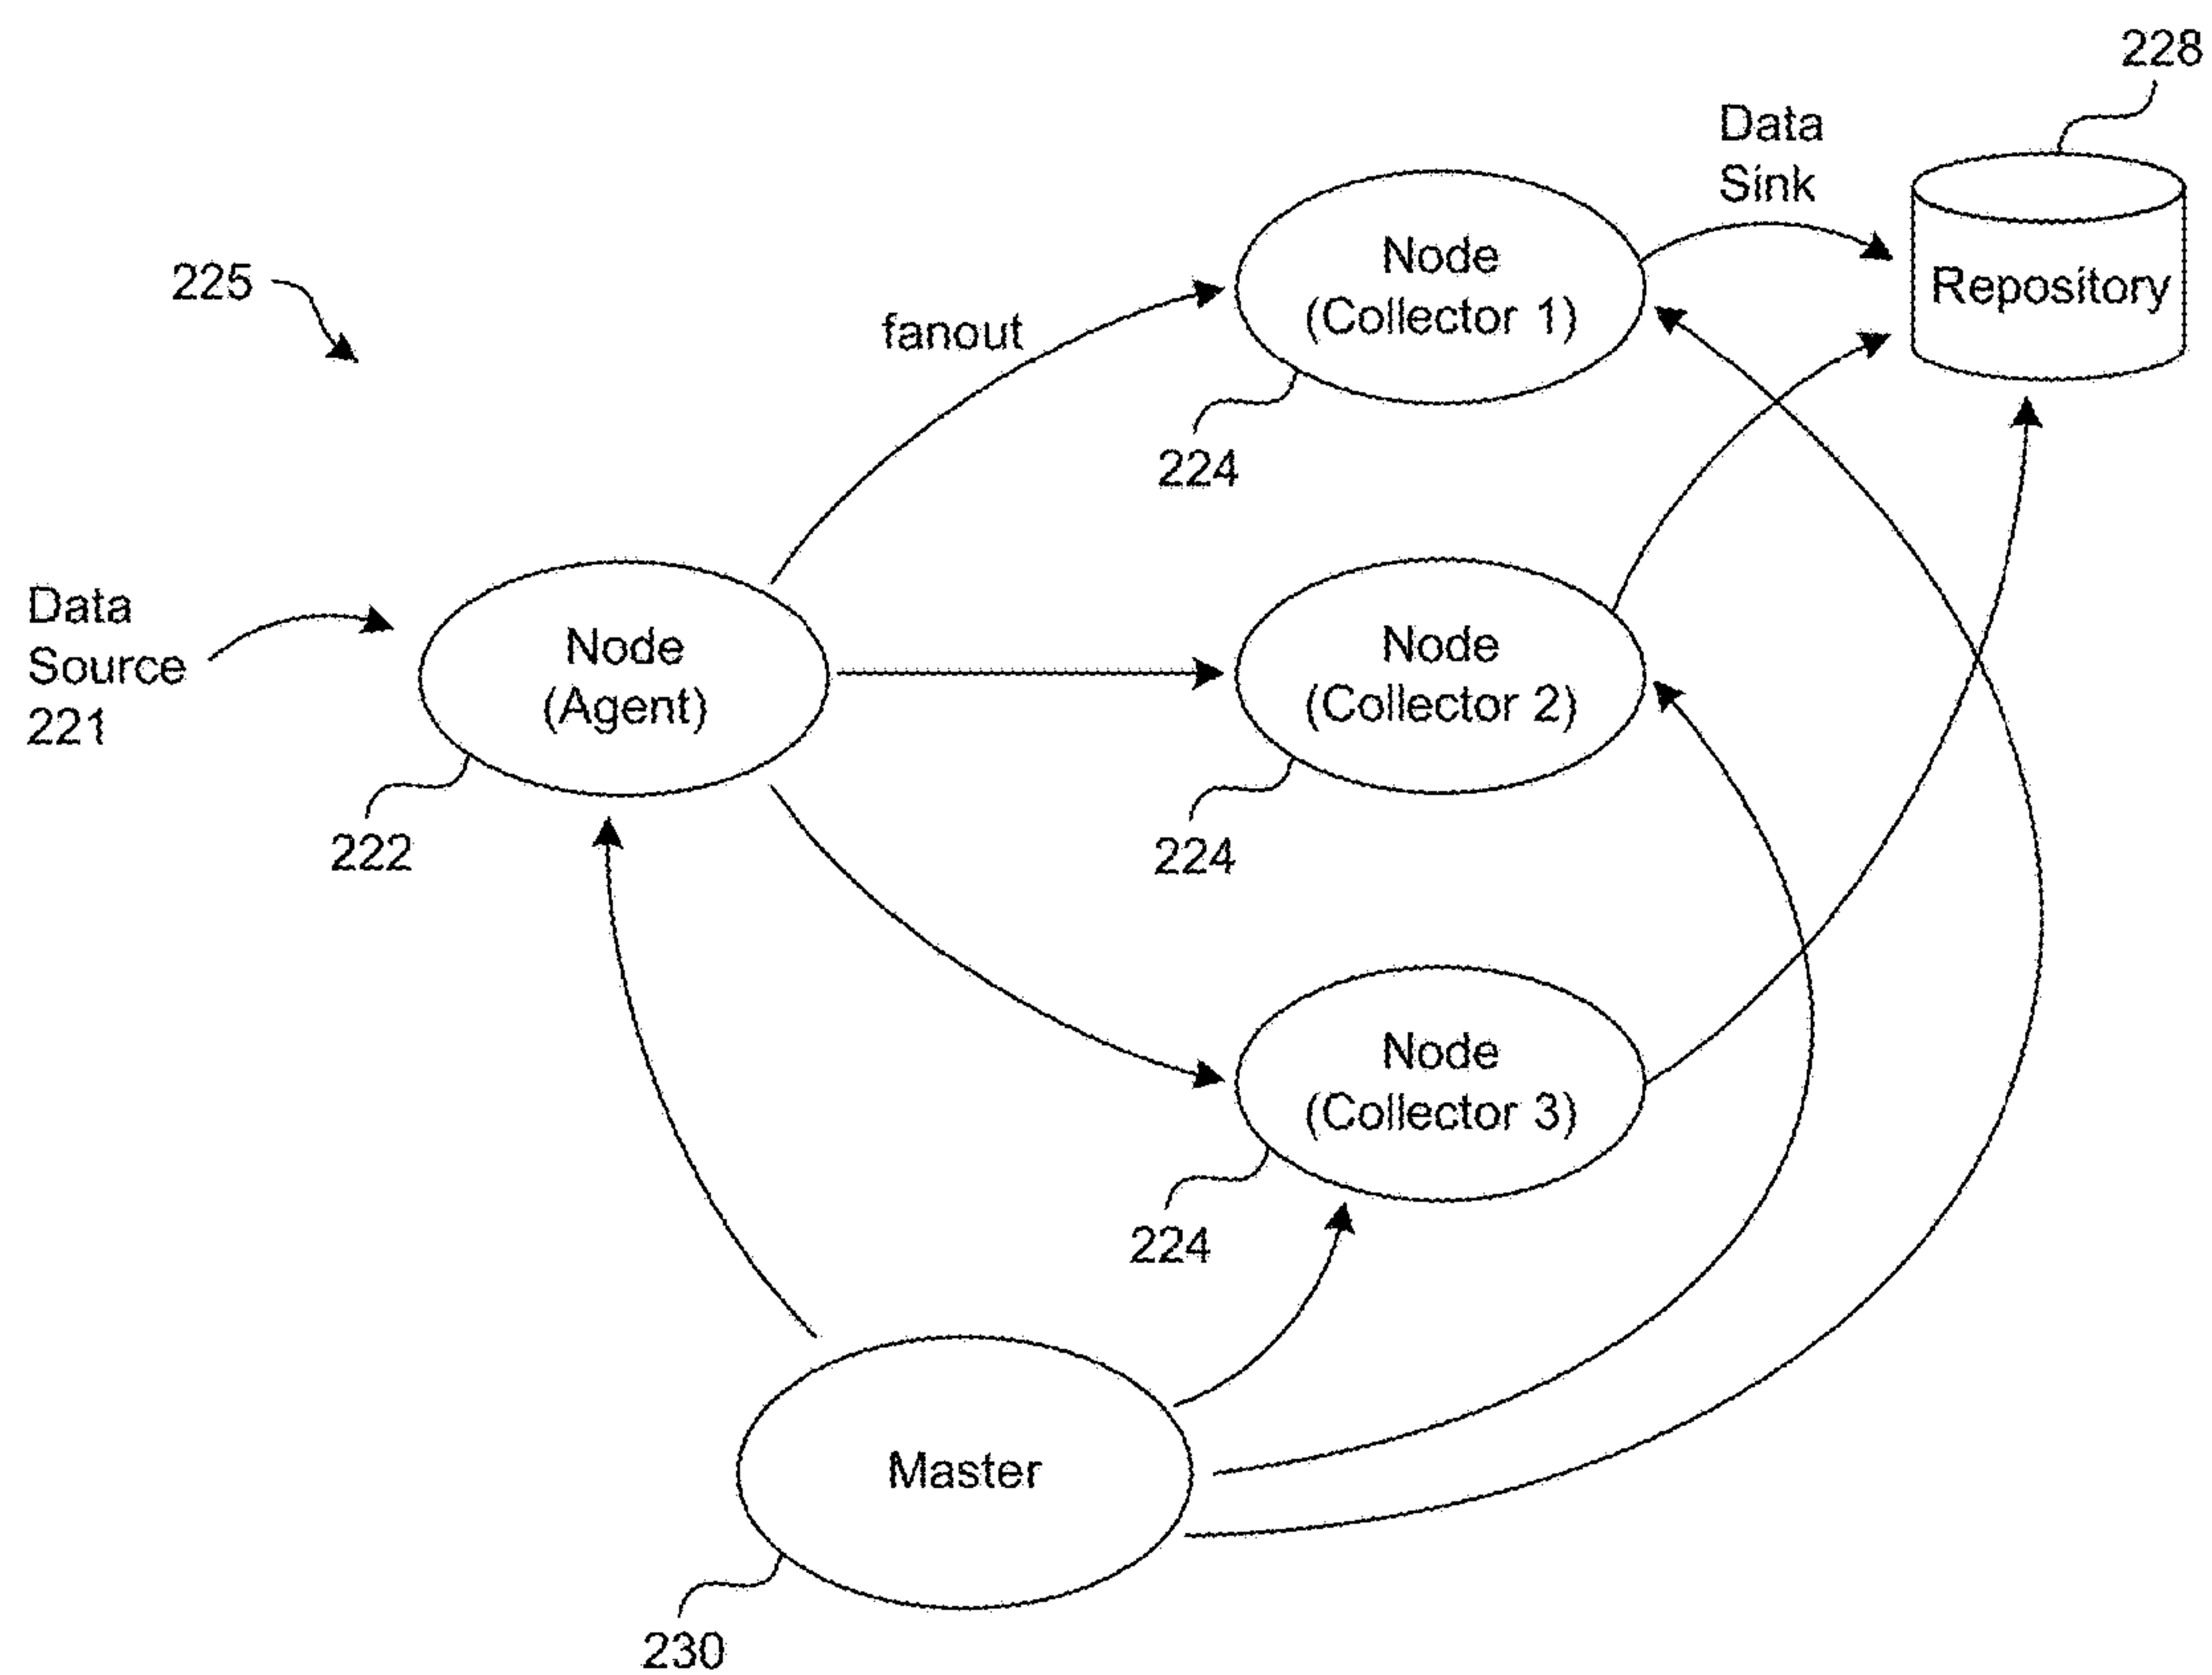 228
Data
Sink
Repository
Node
(Collector 1)
225
fanout
224
Data
Source
221
Node
(Agent)
222
Node
(Collector 2)
224
Node
(Collector 3)
224
Master
230